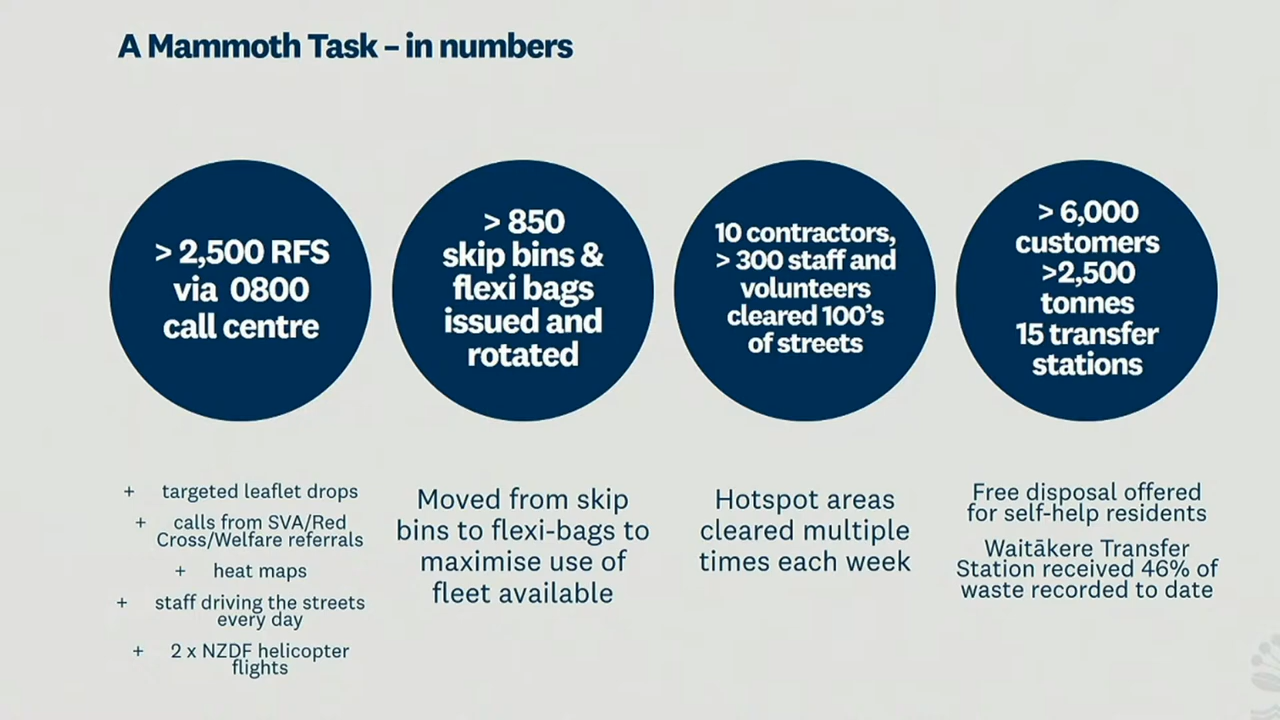 A Mammoth Task – in numbers
> 2,500 RFS
via 0800
call centre
> 850
skip bins &
flexi bags
issued and
rotated
10 contractors,
> 300 staff and
volunteers
cleared 100's
of streets
> 6,000
customers
>2,500
tonnes
15 transfer
stations
+ targeted leaflet drops
+ calls from SVA/Red
Cross/Welfare referrals
+ heat maps
+ staff driving the streets
every day
+ 2 x NZDF helicopter
flights
Moved from skip
bins to flexi-bags to
maximise use of
fleet available
Hotspot areas
cleared multiple
times each week
Free disposal offered
for self-help residents
Waitākere Transfer
Station received 46% of
waste recorded to date